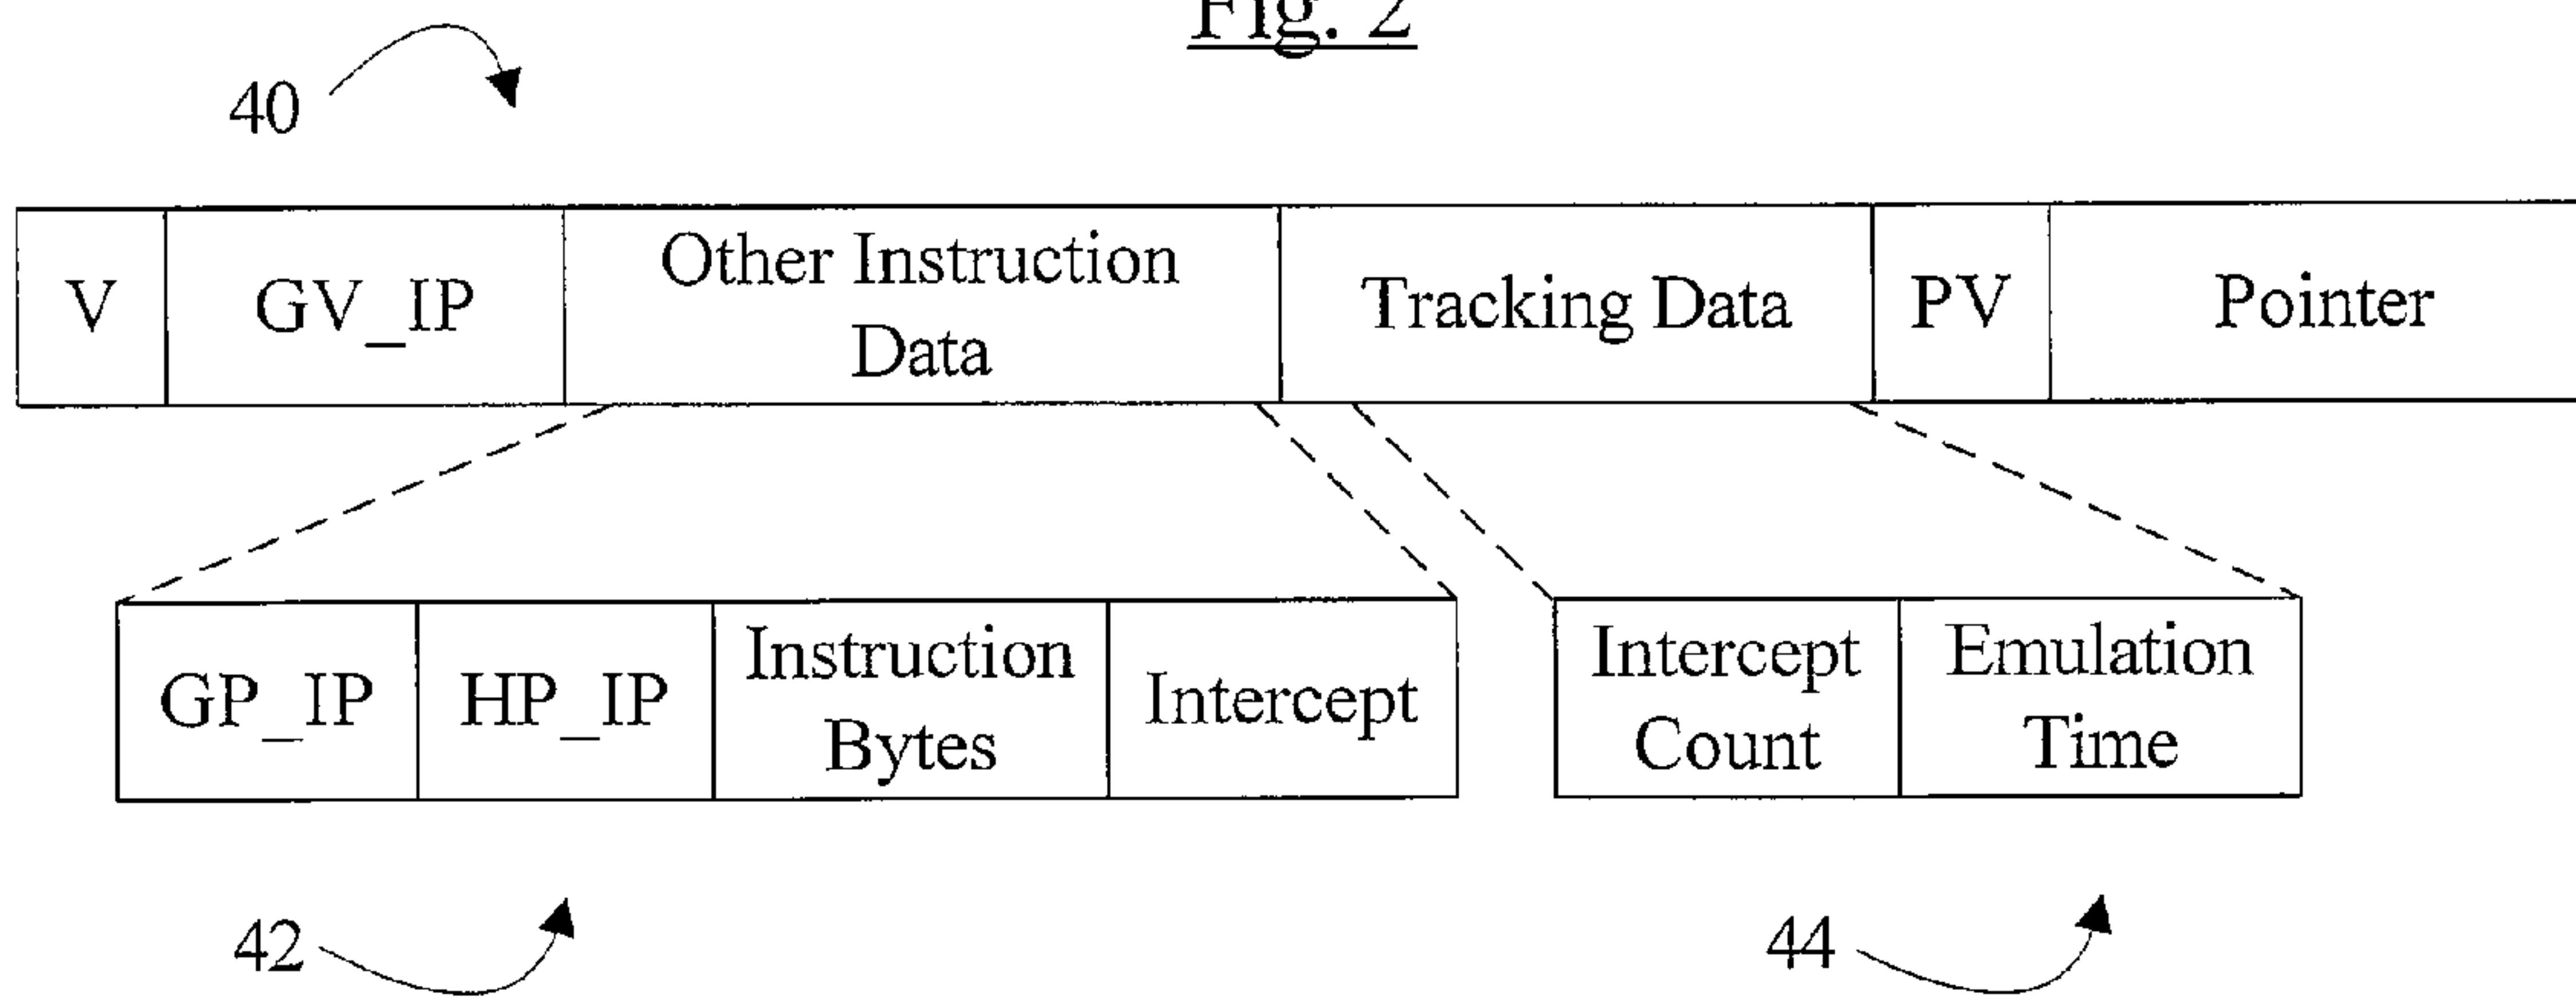 Fig. 2
40
V GV_IP Other Instruction Data Tracking Data PV Pointer
GP_IP HP_IP Instruction Bytes Intercept Intercept Count Emulation Time
42 44